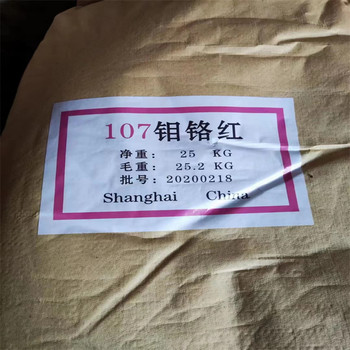 107钼铬红
净重： 25 KG
毛重： 25.2 KG
批号：20200218
Shanghai China